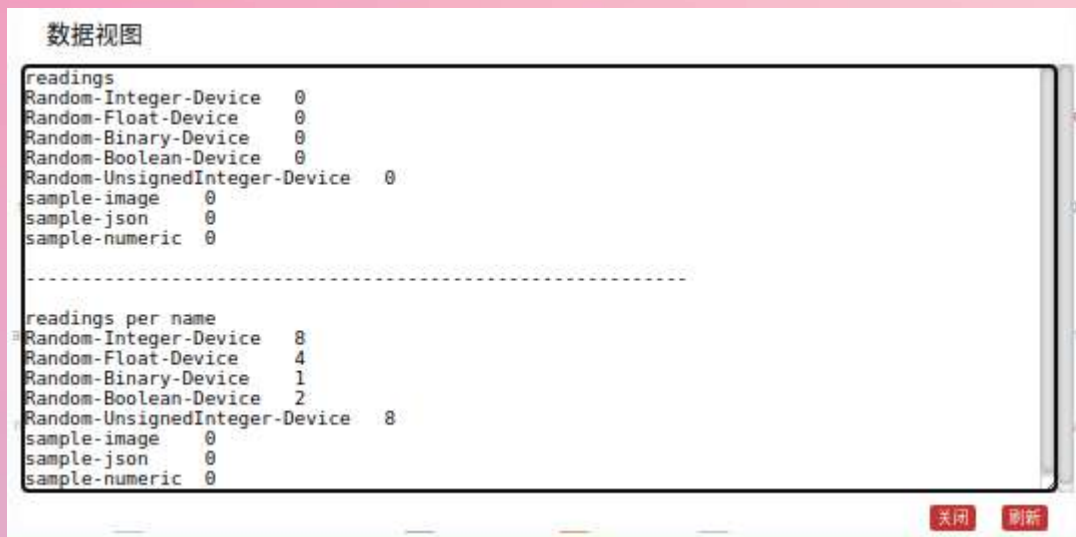 数据视图
readings
Random-Integer-Device 0
Random-Float-Device 0
Random-Binary-Device 0
Random-Boolean-Device 0
Random-UnsignedInteger-Device 0
sample-image 0
sample-json 0
sample-numeric 0
------------------------------------------------------------
readings per name
Random-Integer-Device 8
Random-Float-Device 4
Random-Binary-Device 1
Random-Boolean-Device 2
Random-UnsignedInteger-Device 8
sample-image 0
sample-json 0
sample-numeric 0
关闭 刷新